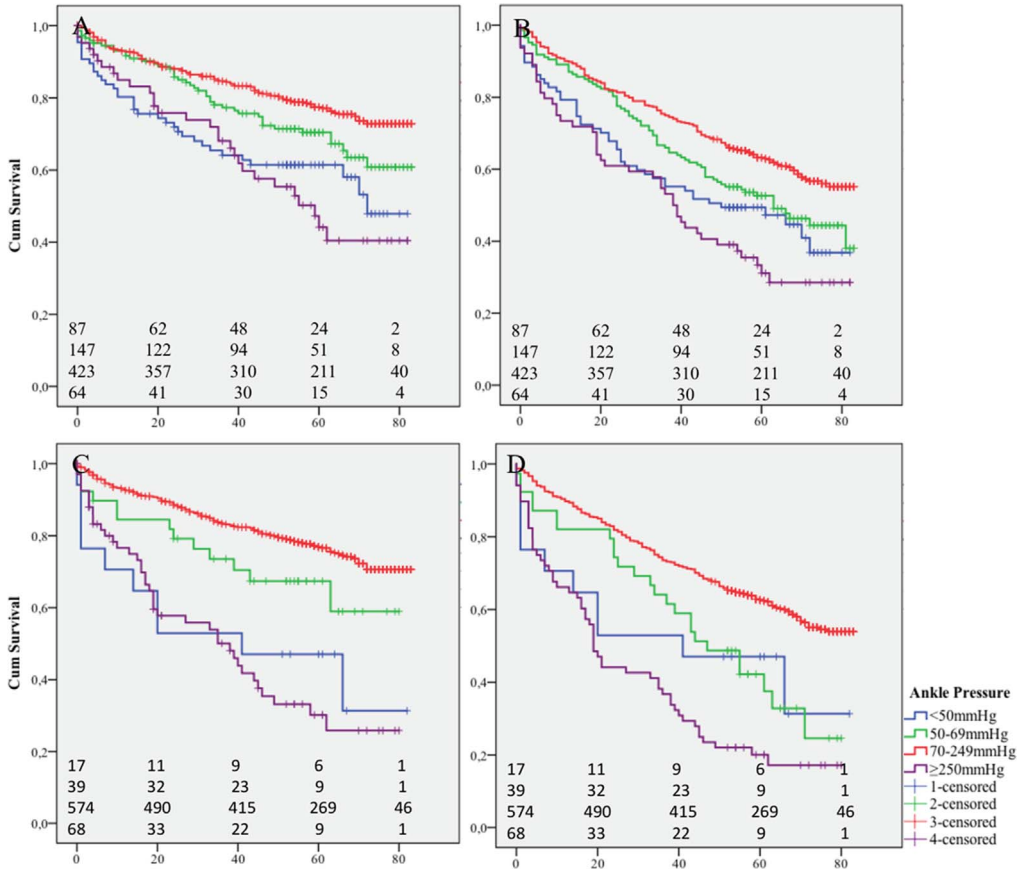 A
1,0
0,8
0,6
0,4
0,2
0,0
Cum Survival
87 62 48 24 2
147 122 94 51 8
423 357 310 211 40
64 41 30 15 4
0 20 40 60 80
B
1,0
0,8
0,6
0,4
0,2
0,0
87 62 48 24 2
147 122 94 51 8
423 357 310 211 40
64 41 30 15 4
0 20 40 60 80
C
1,0
0,8
0,6
0,4
0,2
0,0
Cum Survival
17 11 9 6 1
39 32 23 9 1
574 490 415 269 46
68 33 22 9 1
0 20 40 60 80
D
1,0
0,8
0,6
0,4
0,2
0,0
17 11 9 6 1
39 32 23 9 1
574 490 415 269 46
68 33 22 9 1
0 20 40 60 80
Ankle Pressure
<50mmHg
50-69mmHg
70-249mmHg
≥250mmHg
1-censored
2-censored
3-censored
4-censored